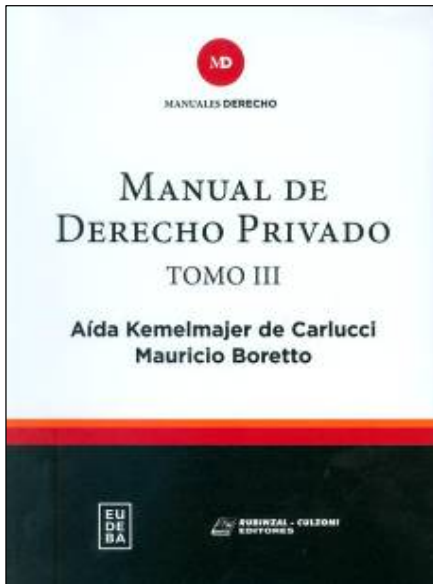 MD
MANUALES DERECHO
MANUAL DE
DERECHO PRIVADO
TOMO III
Aída Kemelmajer de Carlucci
Mauricio Boretto
EU
DE
BA
RUBINZAL - CULZONI
EDITORES